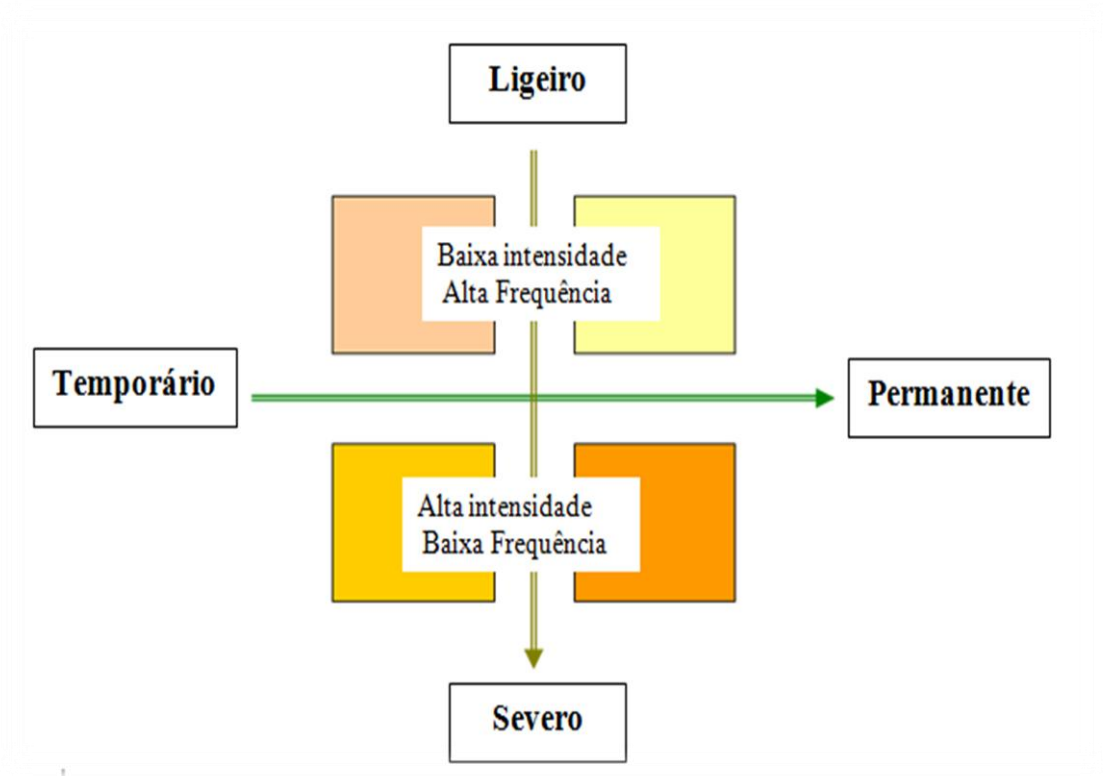 Ligeiro
Baixa intensidade
Alta Frequência
Temporário
Permanente
Alta intensidade
Baixa Frequência
Severo